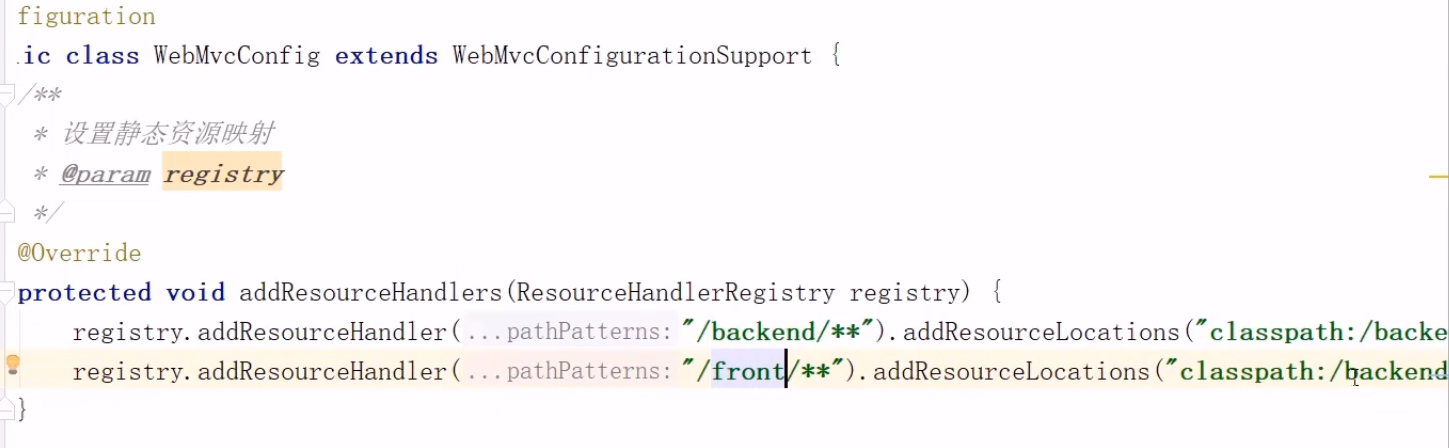 figuration
ic class WebMvcConfig extends WebMvcConfigurationSupport {
/**
* 设置静态资源映射
* @param registry
*/
@Override
protected void addResourceHandlers(ResourceHandlerRegistry registry) {
registry.addResourceHandler(...pathPatterns: "/backend/**").addResourceLocations("classpath:/backe
registry.addResourceHandler(...pathPatterns: "/front/**").addResourceLocations("classpath:/backend
}